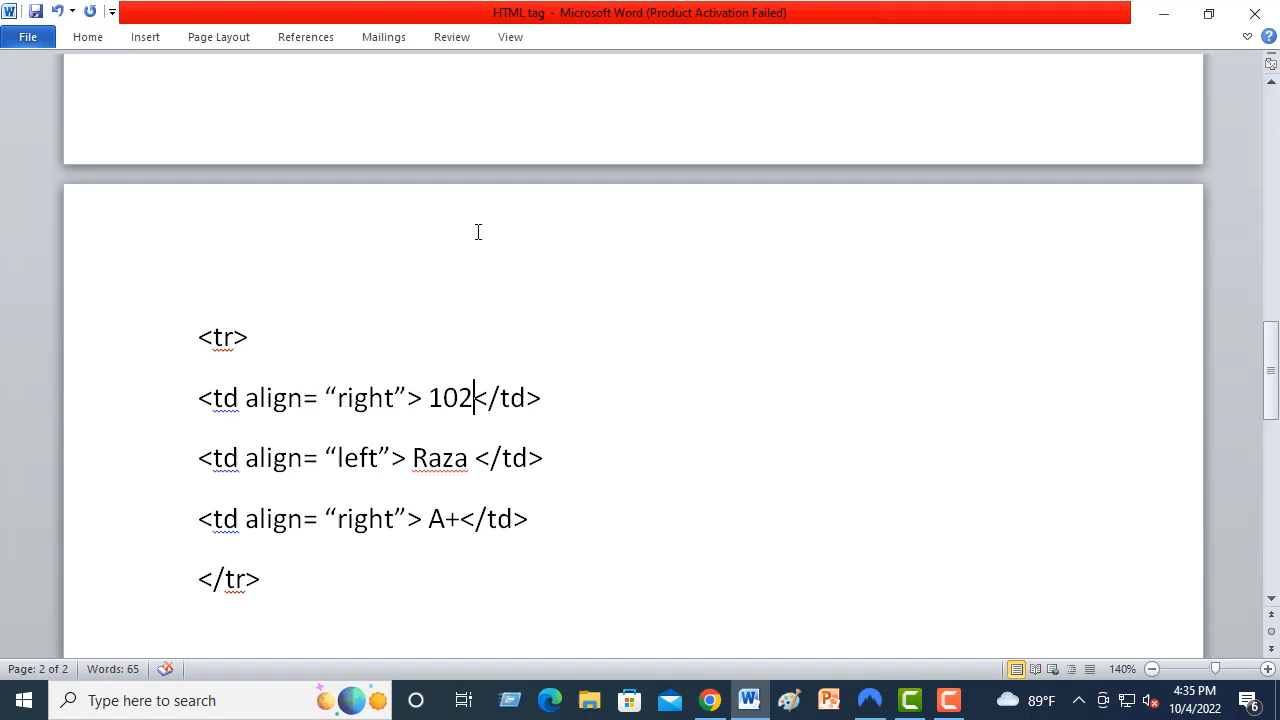 HTML tag - Microsoft Word (Product Activation Failed)
File Home Insert Page Layout References Mailings Review View
<tr>
<td align= “right”> 102</td>
<td align= “left”> Raza </td>
<td align= “right”> A+</td>
</tr>
Page: 2 of 2 Words: 65 140%
Type here to search 89°F 4:35 PM
10/4/2022 6